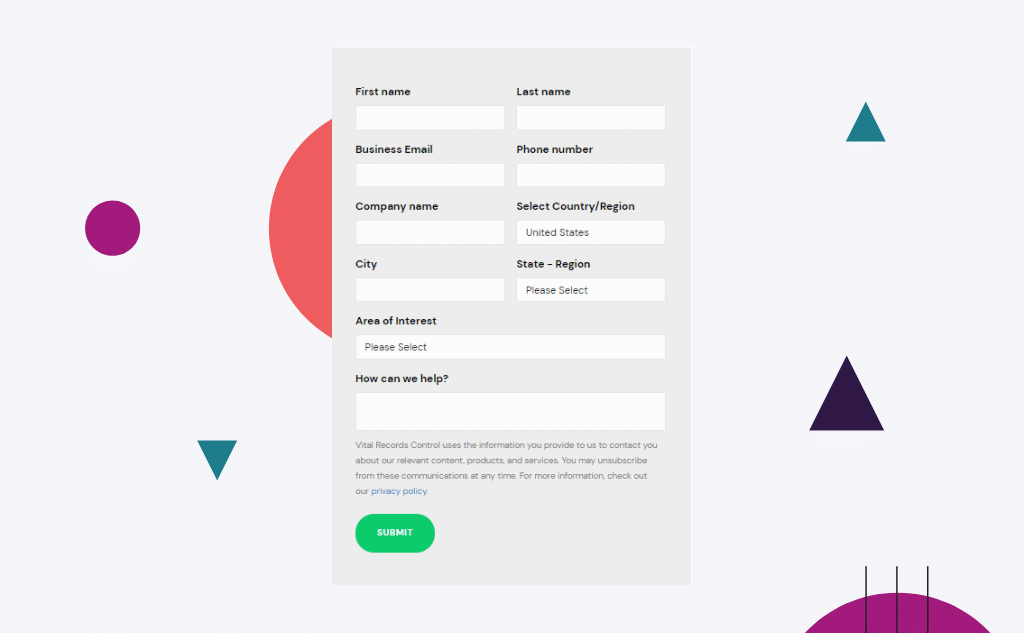 First name
Last name
Business Email
Phone number
Company name
Select Country/Region
United States
City
State - Region
Please Select
Area of Interest
Please Select
How can we help?
Vital Records Control uses the information you provide to us to contact you
about our relevant content, products, and services. You may unsubscribe
from these communications at any time. For more information, check out
our privacy policy.
SUBMIT